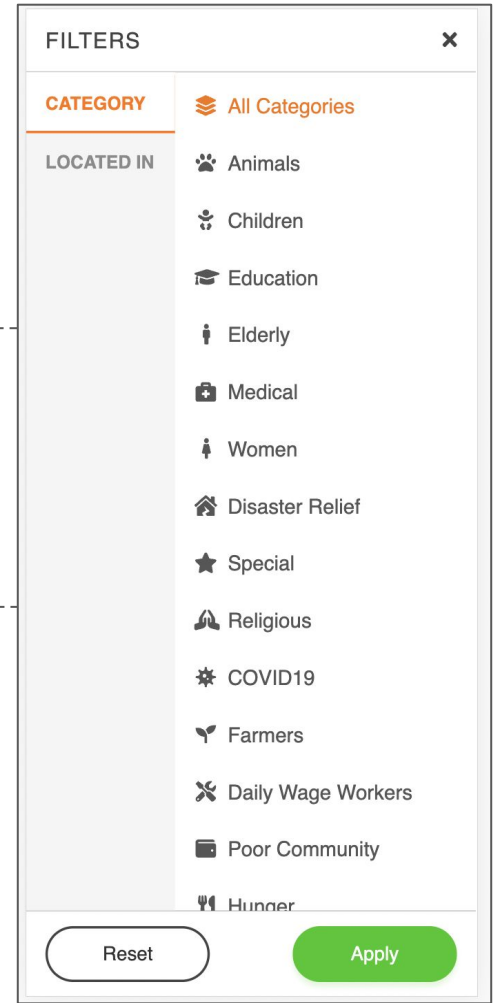 FILTERS
CATEGORY
LOCATED IN
All Categories
Animals
Children
Education
Elderly
Medical
Women
Disaster Relief
Special
Religious
COVID19
Farmers
Daily Wage Workers
Poor Community
Hunger
Reset
Apply